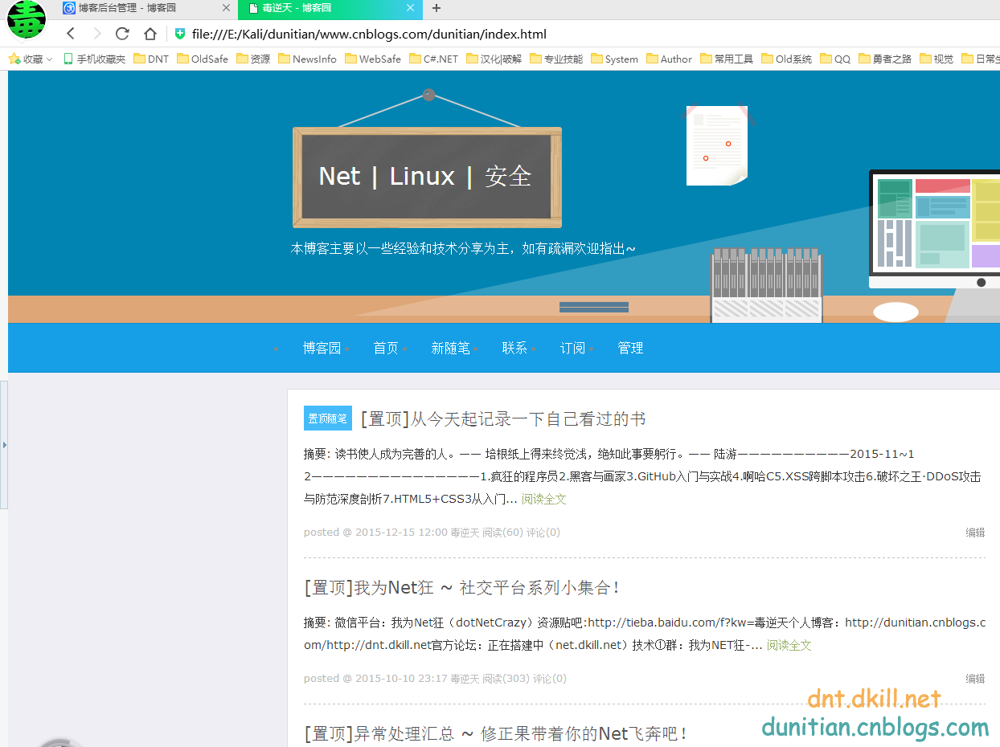 毒
博客后台管理 - 博客园
毒逆天 - 博客园
file:///E:/Kali/dunitian/www.cnblogs.com/dunitian/index.html
收藏 手机收藏夹 DNT OldSafe 资源 NewsInfo WebSafe C#.NET 汉化|破解 专业技能 System Author 常用工具 Old系统 QQ 勇者之路 视觉 日常生
Net | Linux | 安全
本博客主要以一些经验和技术分享为主，如有疏漏欢迎指出~
博客园 首页 新随笔 联系 订阅 管理
置顶随笔 [置顶]从今天起记录一下自己看过的书
摘要: 读书使人成为完善的人。—— 培根纸上得来终觉浅，绝知此事要躬行。—— 陆游——————————2015-11~1
2—————————————————1.疯狂的程序员2.黑客与画家3.GitHub入门与实战4.啊哈C5.XSS跨脚本攻击6.破坏之王·DDoS攻击
与防范深度剖析7.HTML5+CSS3从入门... 阅读全文
posted @ 2015-12-15 12:00 毒逆天 阅读(60) 评论(0) 编辑
[置顶]我为Net狂 ~ 社交平台系列小集合！
摘要: 微信平台：我为Net狂（dotNetCrazy）资源贴吧:http://tieba.baidu.com/f?kw=毒逆天个人博客：http://dunitian.cnblogs.c
om/http://dnt.dkill.net官方论坛：正在搭建中（net.dkill.net）技术①群：我为NET狂-... 阅读全文
posted @ 2015-10-10 23:17 毒逆天 阅读(303) 评论(0) 编辑
dnt.dkill.net
dunitian.cnblogs.com
[置顶]异常处理汇总 ~ 修正果带着你的Net飞奔吧！